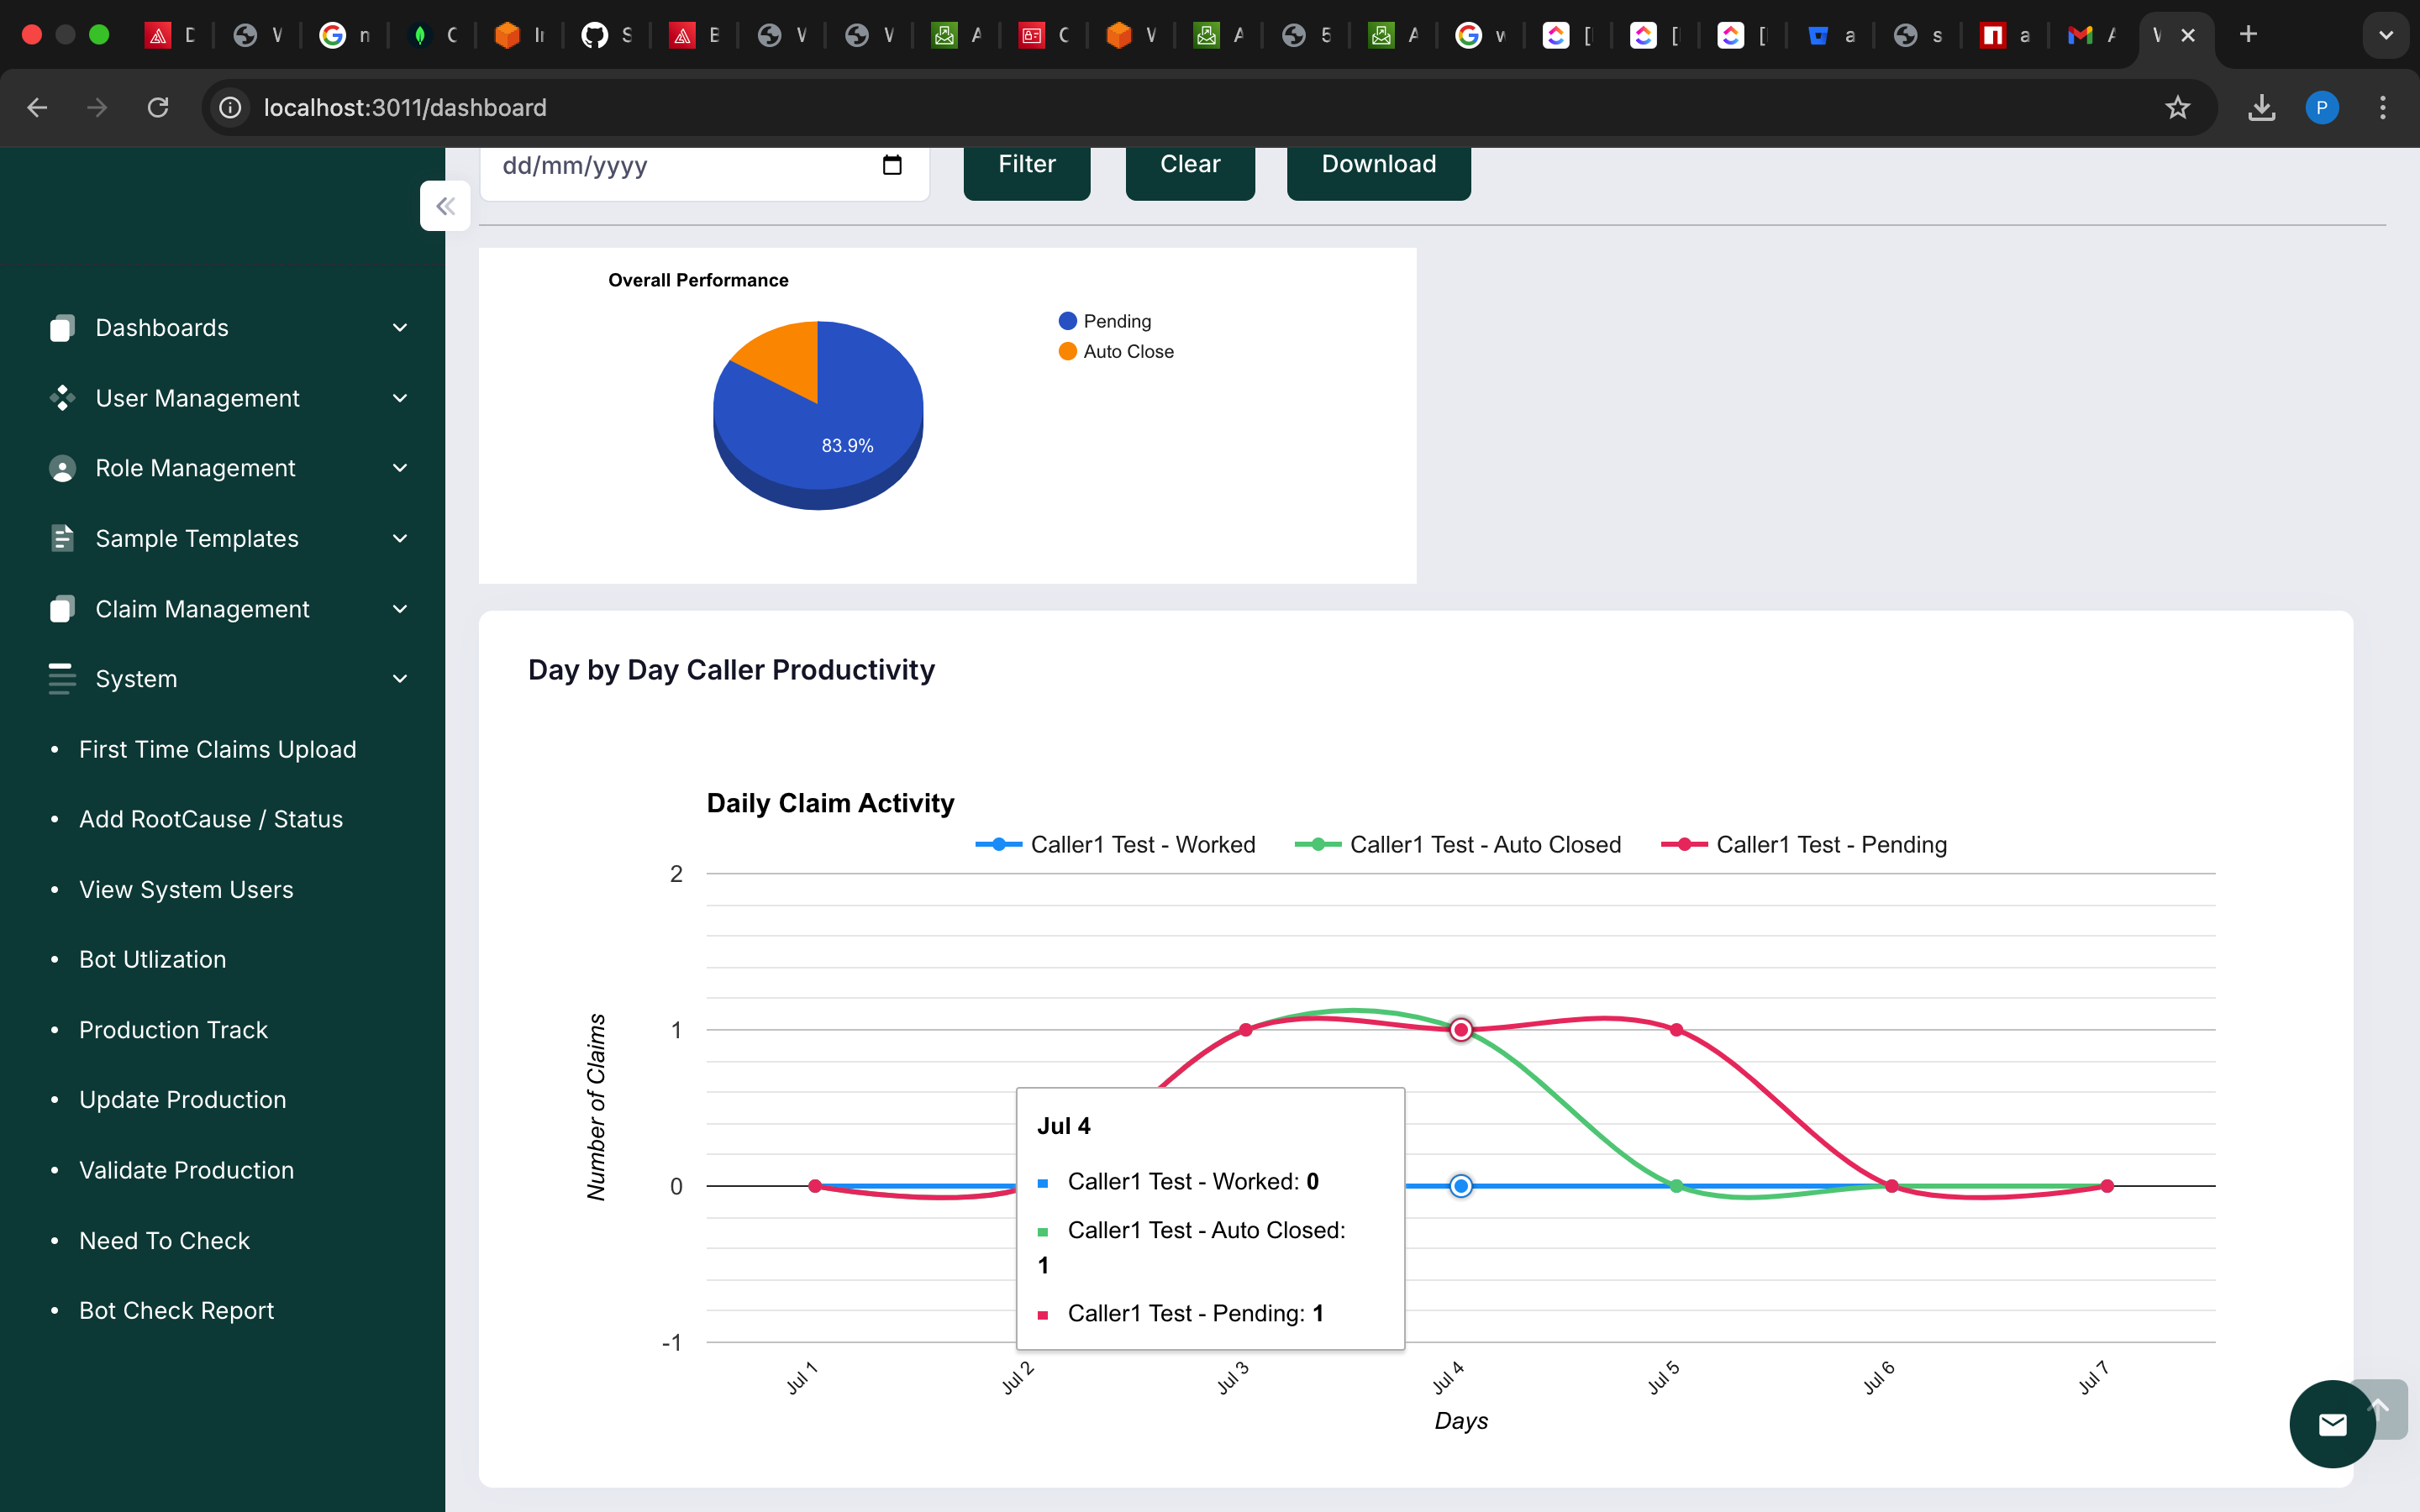 D W n C In S B W W A C W A 5 A w [ [ [ a s a A W
localhost:3011/dashboard
P
dd/mm/yyyy Filter Clear Download
Dashboards
User Management
Role Management
Sample Templates
Claim Management
System
• First Time Claims Upload
• Add RootCause / Status
• View System Users
• Bot Utlization
• Production Track
• Update Production
• Validate Production
• Need To Check
• Bot Check Report
Overall Performance
Pending
Auto Close
83.9%
Day by Day Caller Productivity
Daily Claim Activity
Caller1 Test - Worked Caller1 Test - Auto Closed Caller1 Test - Pending
Number of Claims
2
1
0
-1
Jul 4
Caller1 Test - Worked: 0
Caller1 Test - Auto Closed:
1
Caller1 Test - Pending: 1
Jul 1 Jul 2 Jul 3 Jul 4 Jul 5 Jul 6 Jul 7
Days